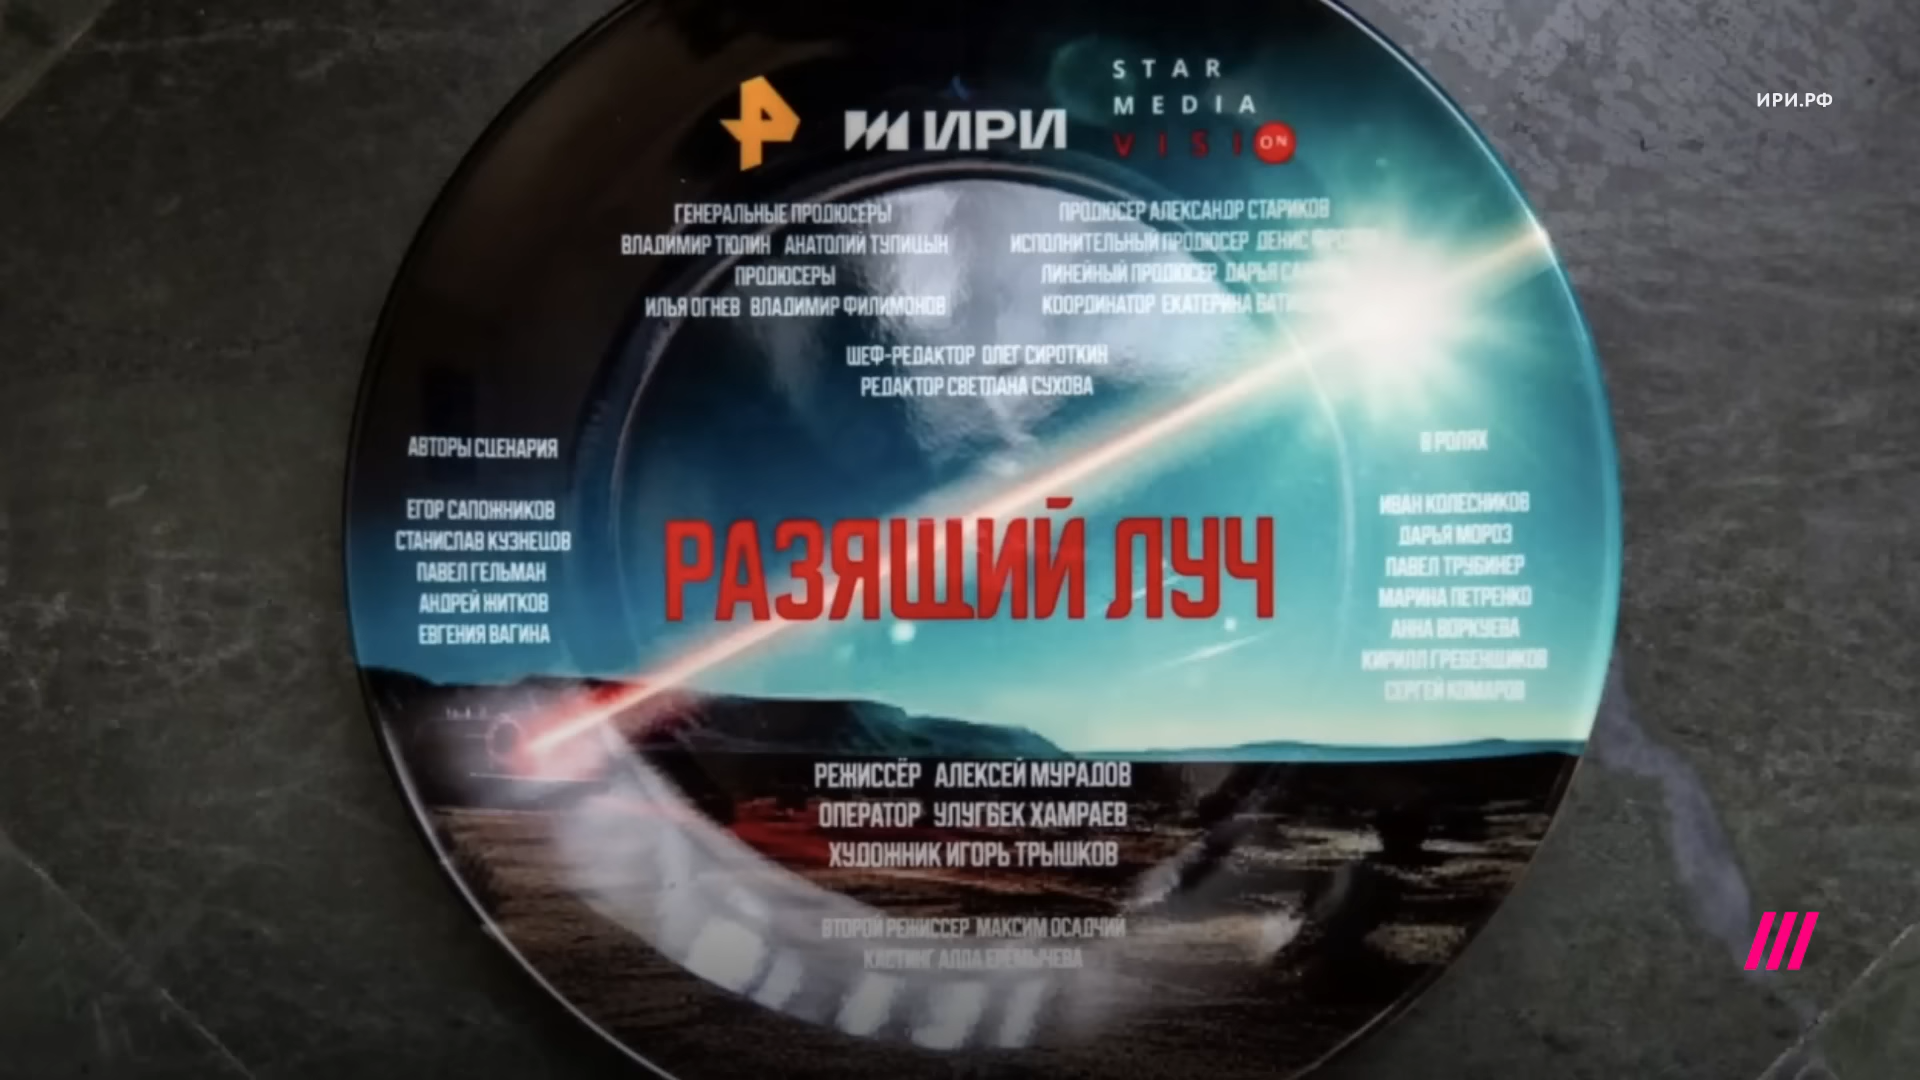 STAR
MEDIA
VISION
ИРИ
ИРИ.РФ
ГЕНЕРАЛЬНЫЕ ПРОДЮСЕРЫ
ВЛАДИМИР ТЮЛИН АНАТОЛИЙ ТУПИЦЫН
ПРОДЮСЕРЫ
ИЛЬЯ ОГНЕВ ВЛАДИМИР ФИЛИМОНОВ
ПРОДЮСЕР АЛЕКСАНДР СТАРИКОВ
ИСПОЛНИТЕЛЬНЫЙ ПРОДЮСЕР ДЕНИС
ЛИНЕЙНЫЙ ПРОДЮСЕР ДАРЬЯ
КООРДИНАТОР ЕКАТЕРИНА
ШЕФ-РЕДАКТОР ОЛЕГ СИРОТКИН
РЕДАКТОР СВЕТЛАНА СУХОВА
АВТОРЫ СЦЕНАРИЯ
ЕГОР САПОЖНИКОВ
СТАНИСЛАВ КУЗНЕЦОВ
ПАВЕЛ ГЕЛЬМАН
АНДРЕЙ ЖИТКОВ
ЕВГЕНИЯ ВАГИНА
РАЗЯЩИЙ ЛУЧ
В РОЛЯХ
ИВАН КОЛЕСНИКОВ
ДАРЬЯ МОРОЗ
ПАВЕЛ ТРУБИНЕР
МАРИНА ПЕТРЕНКО
АННА ВОРКУЕВА
КИРИЛЛ ГРЕБЕНЩИКОВ
СЕРГЕЙ КОМАРОВ
РЕЖИССЁР АЛЕКСЕЙ МУРАДОВ
ОПЕРАТОР УЛУГБЕК ХАМРАЕВ
ХУДОЖНИК ИГОРЬ ТРЫШКОВ
ВТОРОЙ РЕЖИССЕР МАКСИМ ОСАДЧИЙ
КАСТИНГ АЛЛА ЕРЕМЫЧЕВА